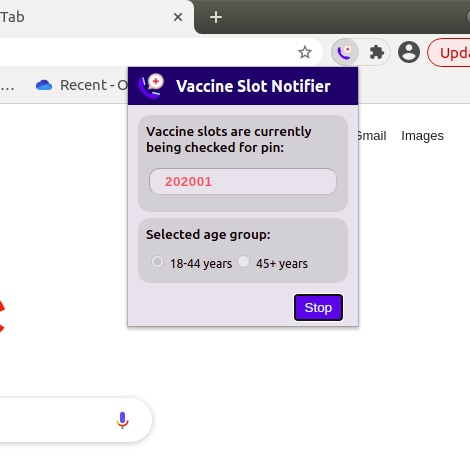 Tab
Upda
... Recent - O
Vaccine Slot Notifier
Gmail Images
Vaccine slots are currently
being checked for pin:
202001
Selected age group:
18-44 years 45+ years
Stop